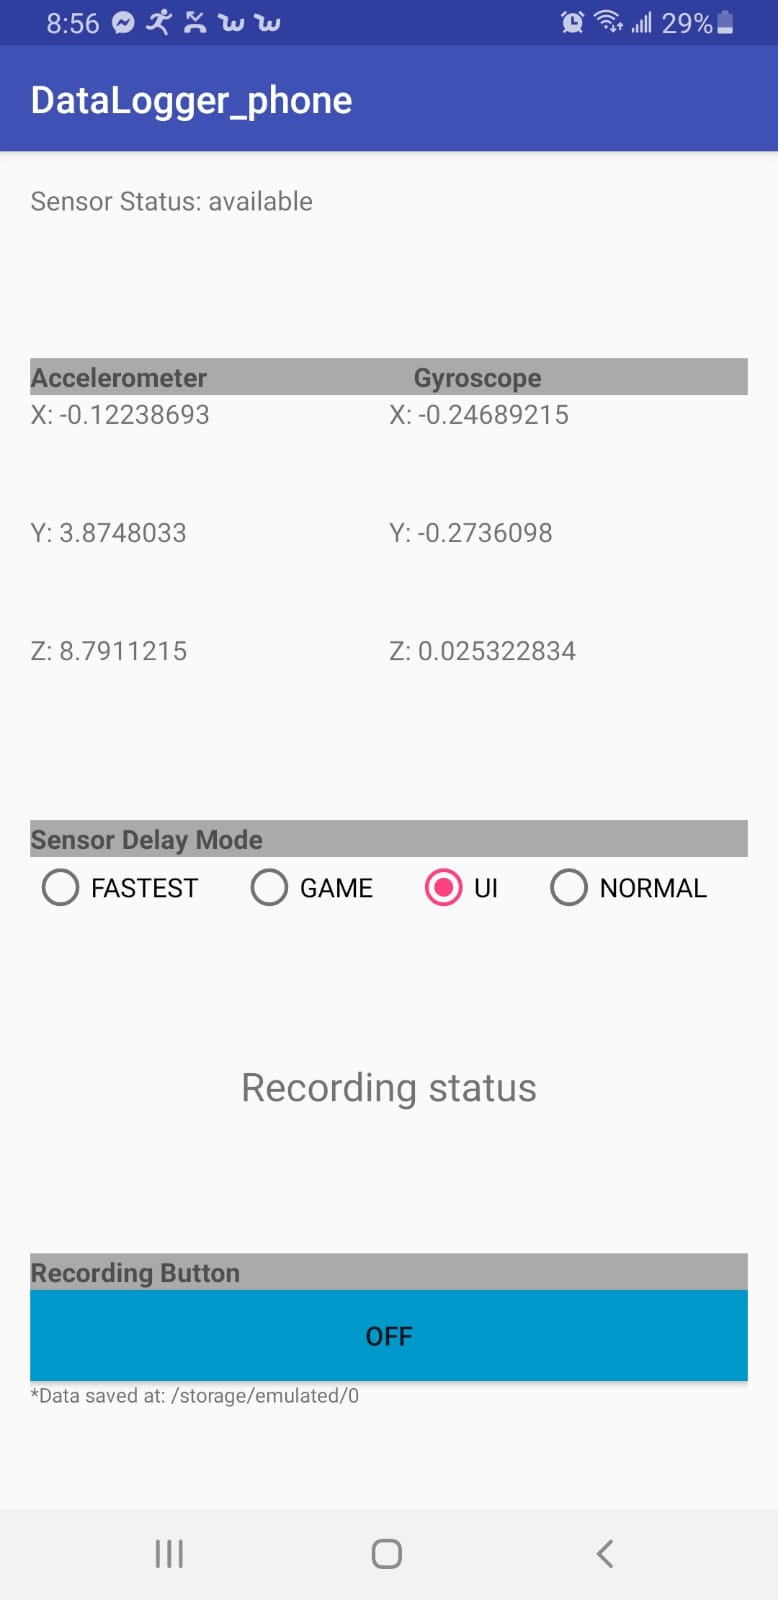 8:56 29%
DataLogger_phone
Sensor Status: available
Accelerometer Gyroscope
X: -0.12238693 X: -0.24689215
Y: 3.8748033 Y: -0.2736098
Z: 8.7911215 Z: 0.025322834
Sensor Delay Mode
FASTEST GAME UI NORMAL
Recording status
Recording Button
OFF
*Data saved at: /storage/emulated/0